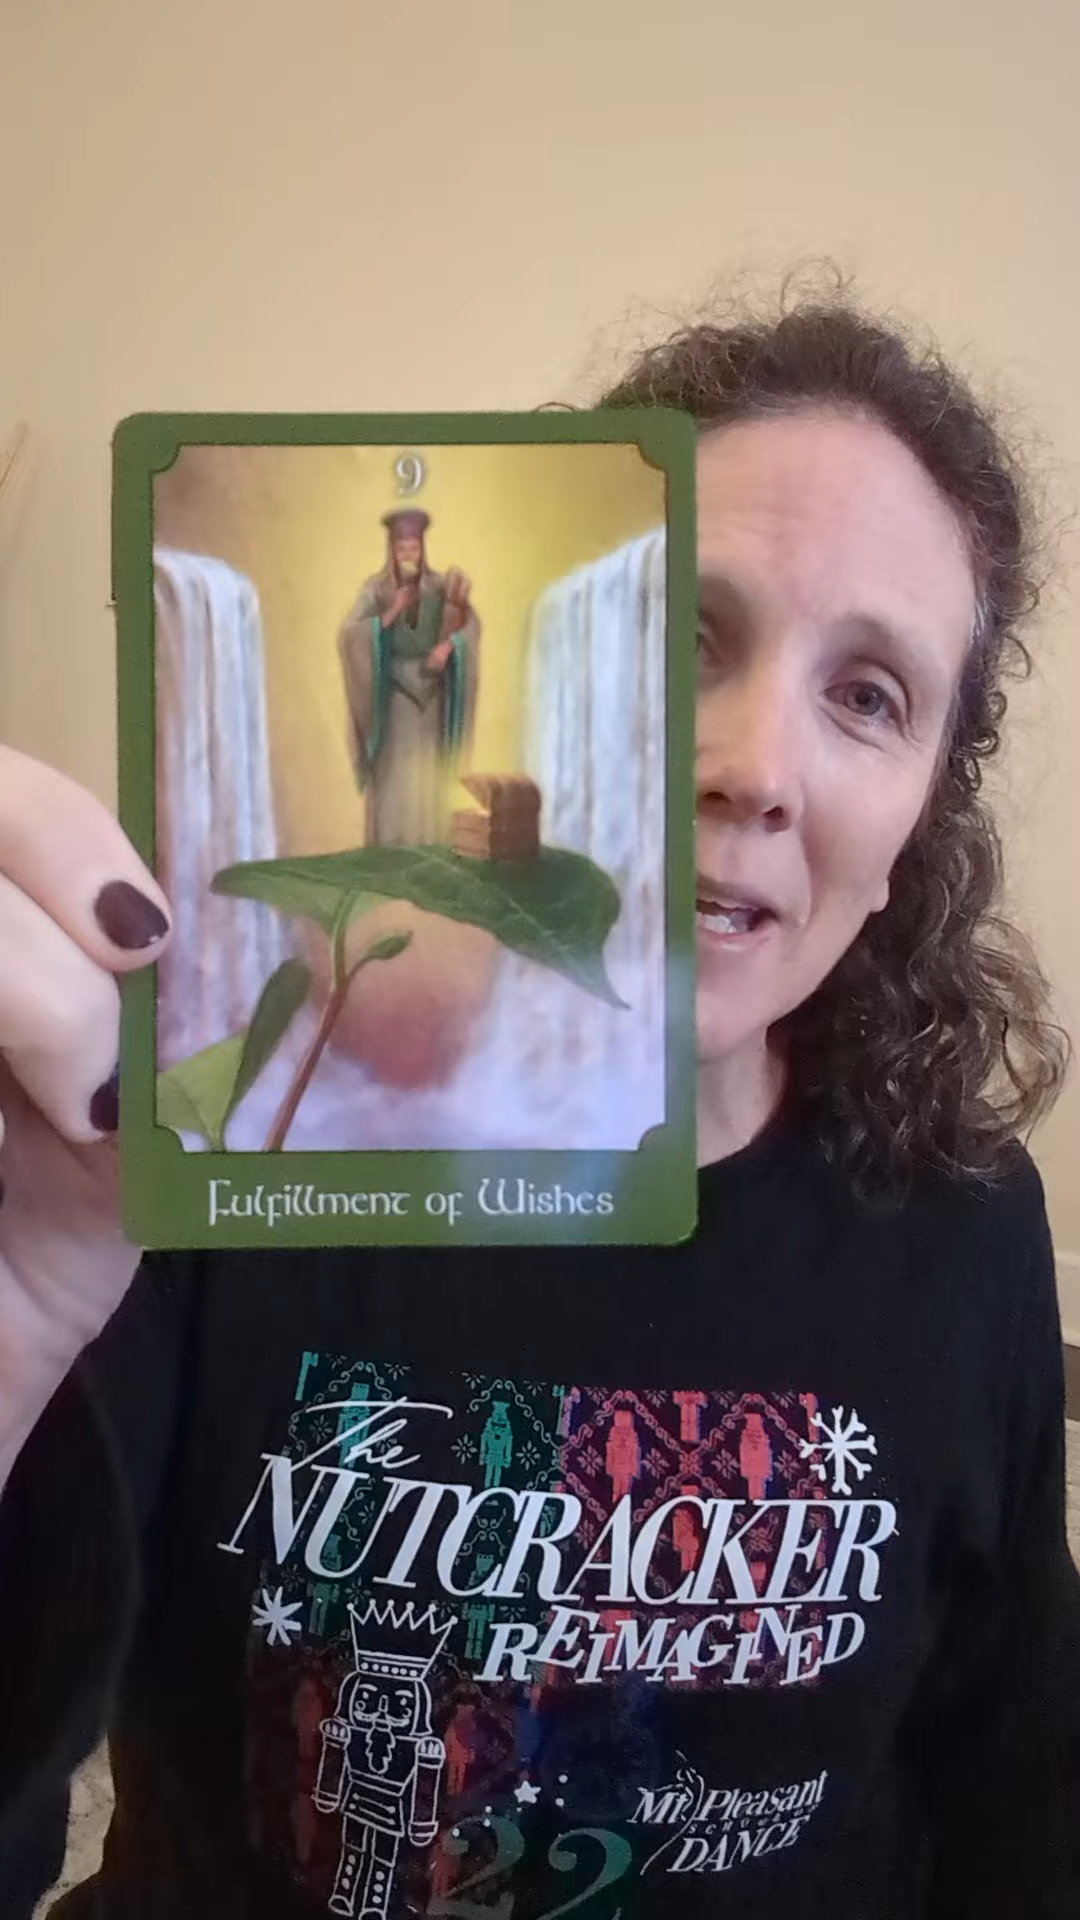 9
Fulfillment of Wishes
The
NUTCRACKER
REIMAGINED
Mt. Pleasant
SCHOOL OF
DANCE
22